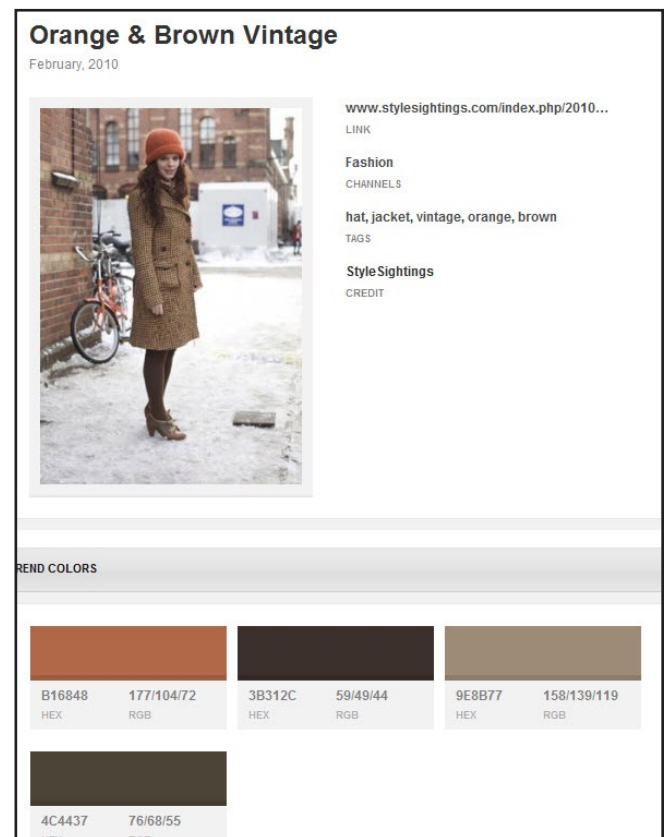 Orange & Brown Vintage
February, 2010
www.stylesightings.com/index.php/2010...
LINK
Fashion
CHANNELS
hat, jacket, vintage, orange, brown
TAGS
StyleSightings
CREDIT
REND COLORS
B16848 177/104/72
HEX RGB
3B312C 59/49/44
HEX RGB
9E8B77 158/139/119
HEX RGB
4C4437 76/68/55